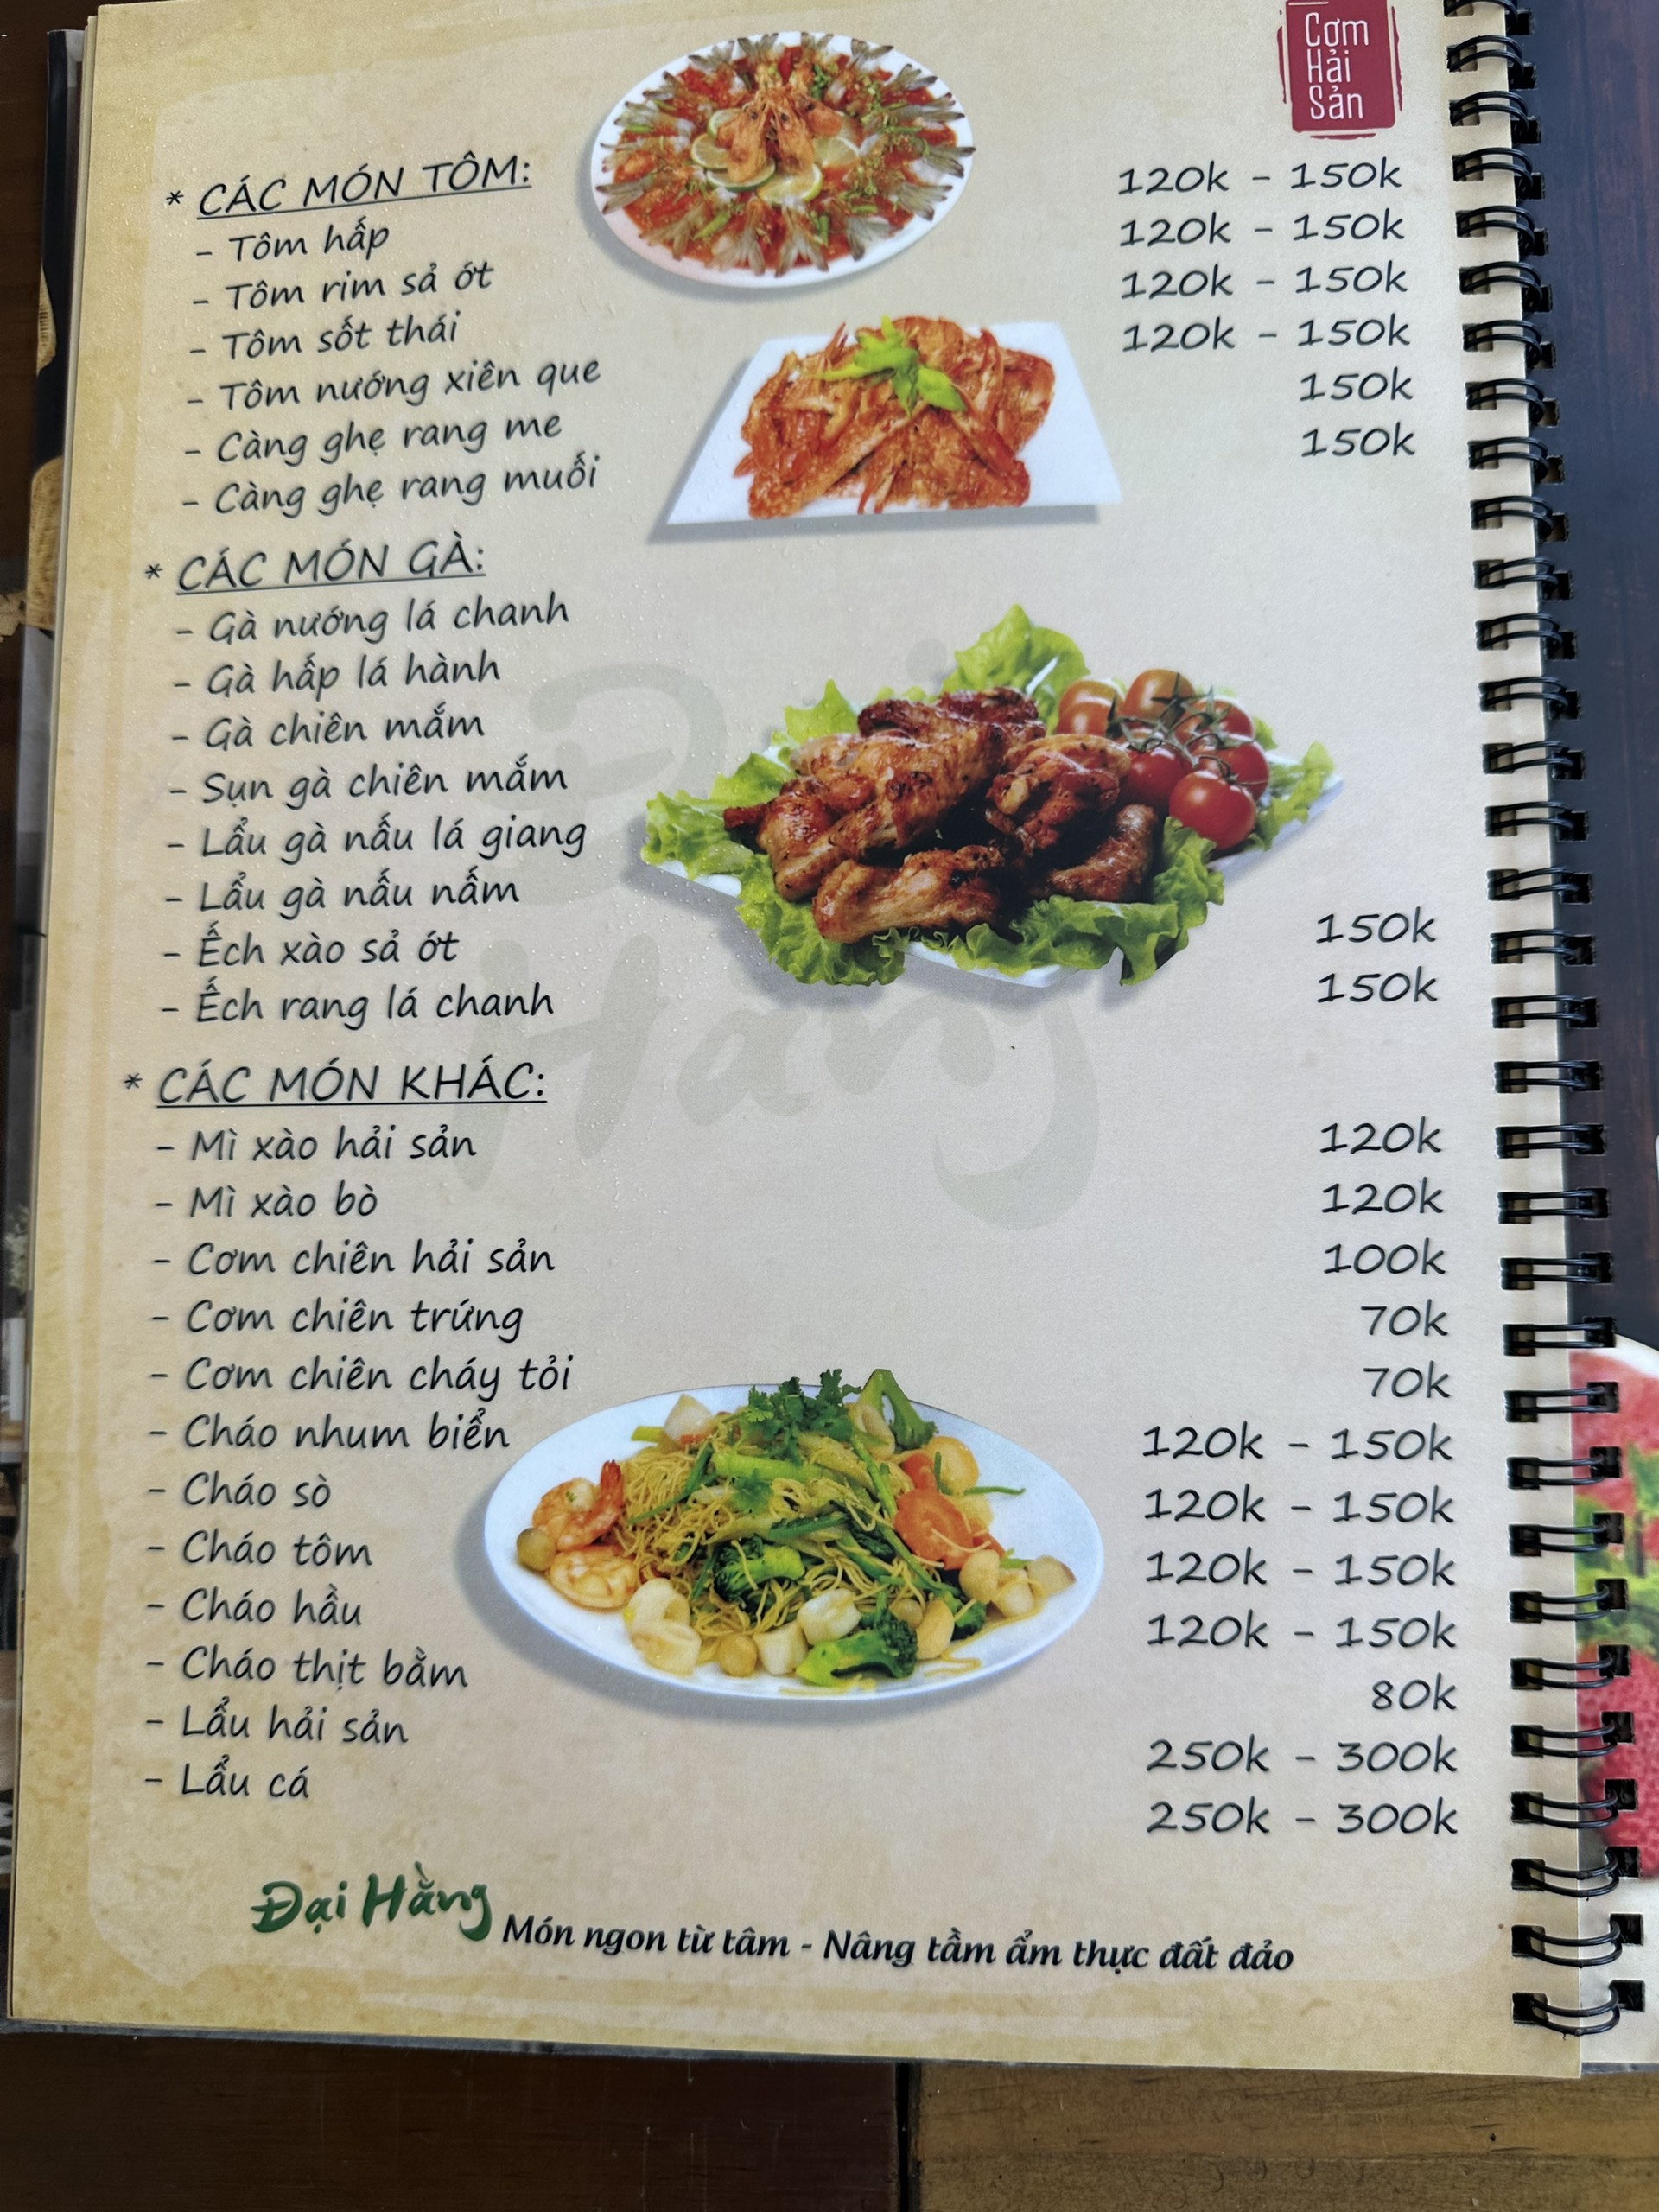 Cơm
Hải
Sản
* CÁC MÓN TÔM:
- Tôm hấp 120k - 150k
- Tôm rim sả ớt 120k - 150k
- Tôm sốt thái 120k - 150k
- Tôm nướng xiên que 120k - 150k
- Càng ghẹ rang me 150k
- Càng ghẹ rang muối 150k
* CÁC MÓN GÀ:
- Gà nướng lá chanh
- Gà hấp lá hành
- Gà chiên mắm
- Sụn gà chiên mắm
- Lẩu gà nấu lá giang
- Lẩu gà nấu nấm
- Ếch xào sả ớt 150k
- Ếch rang lá chanh 150k
* CÁC MÓN KHÁC:
- Mì xào hải sản 120k
- Mì xào bò 120k
- Cơm chiên hải sản 100k
- Cơm chiên trứng 70k
- Cơm chiên cháy tỏi 70k
- Cháo nhum biển 120k - 150k
- Cháo sò 120k - 150k
- Cháo tôm 120k - 150k
- Cháo hầu 120k - 150k
- Cháo thịt bằm 80k
- Lẩu hải sản 250k - 300k
- Lẩu cá 250k - 300k
Đại Hằng Món ngon từ tâm - Nâng tầm ẩm thực đất đảo